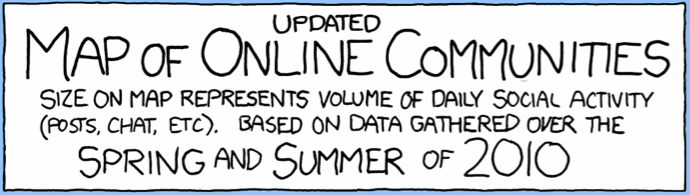 UPDATED
MAP OF ONLINE COMMUNITIES
SIZE ON MAP REPRESENTS VOLUME OF DAILY SOCIAL ACTIVITY
(POSTS, CHAT, ETC). BASED ON DATA GATHERED OVER THE
SPRING AND SUMMER OF 2010